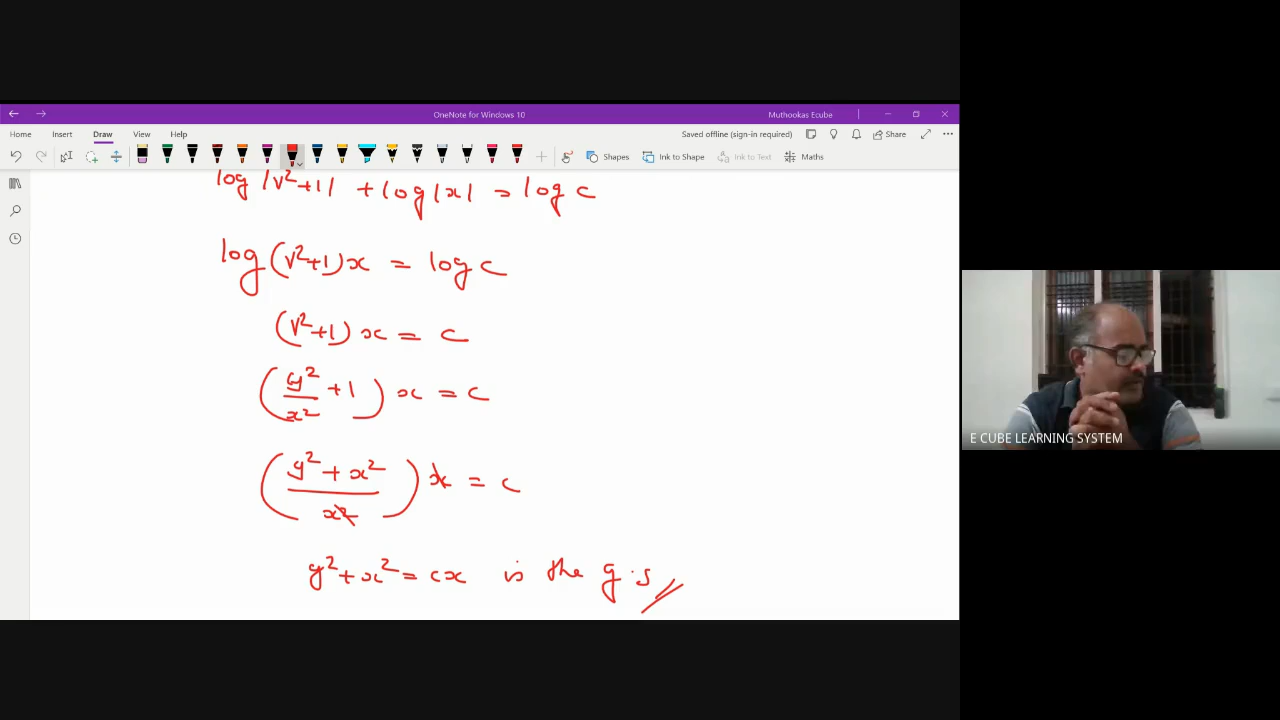 OneNote for Windows 10
Muthookas Ecube
Home Insert Draw View Help
Saved offline (sign-in required) Share
Shapes Ink to Shape Ink to Text Maths
log |v²+1| + log|x| = log c
log (v²+1)x = log c
(v²+1) x = c
(y²/x² + 1) x = c
(y² + x²/x²) x = c
y² + x² = cx is the g.s
E CUBE LEARNING SYSTEM